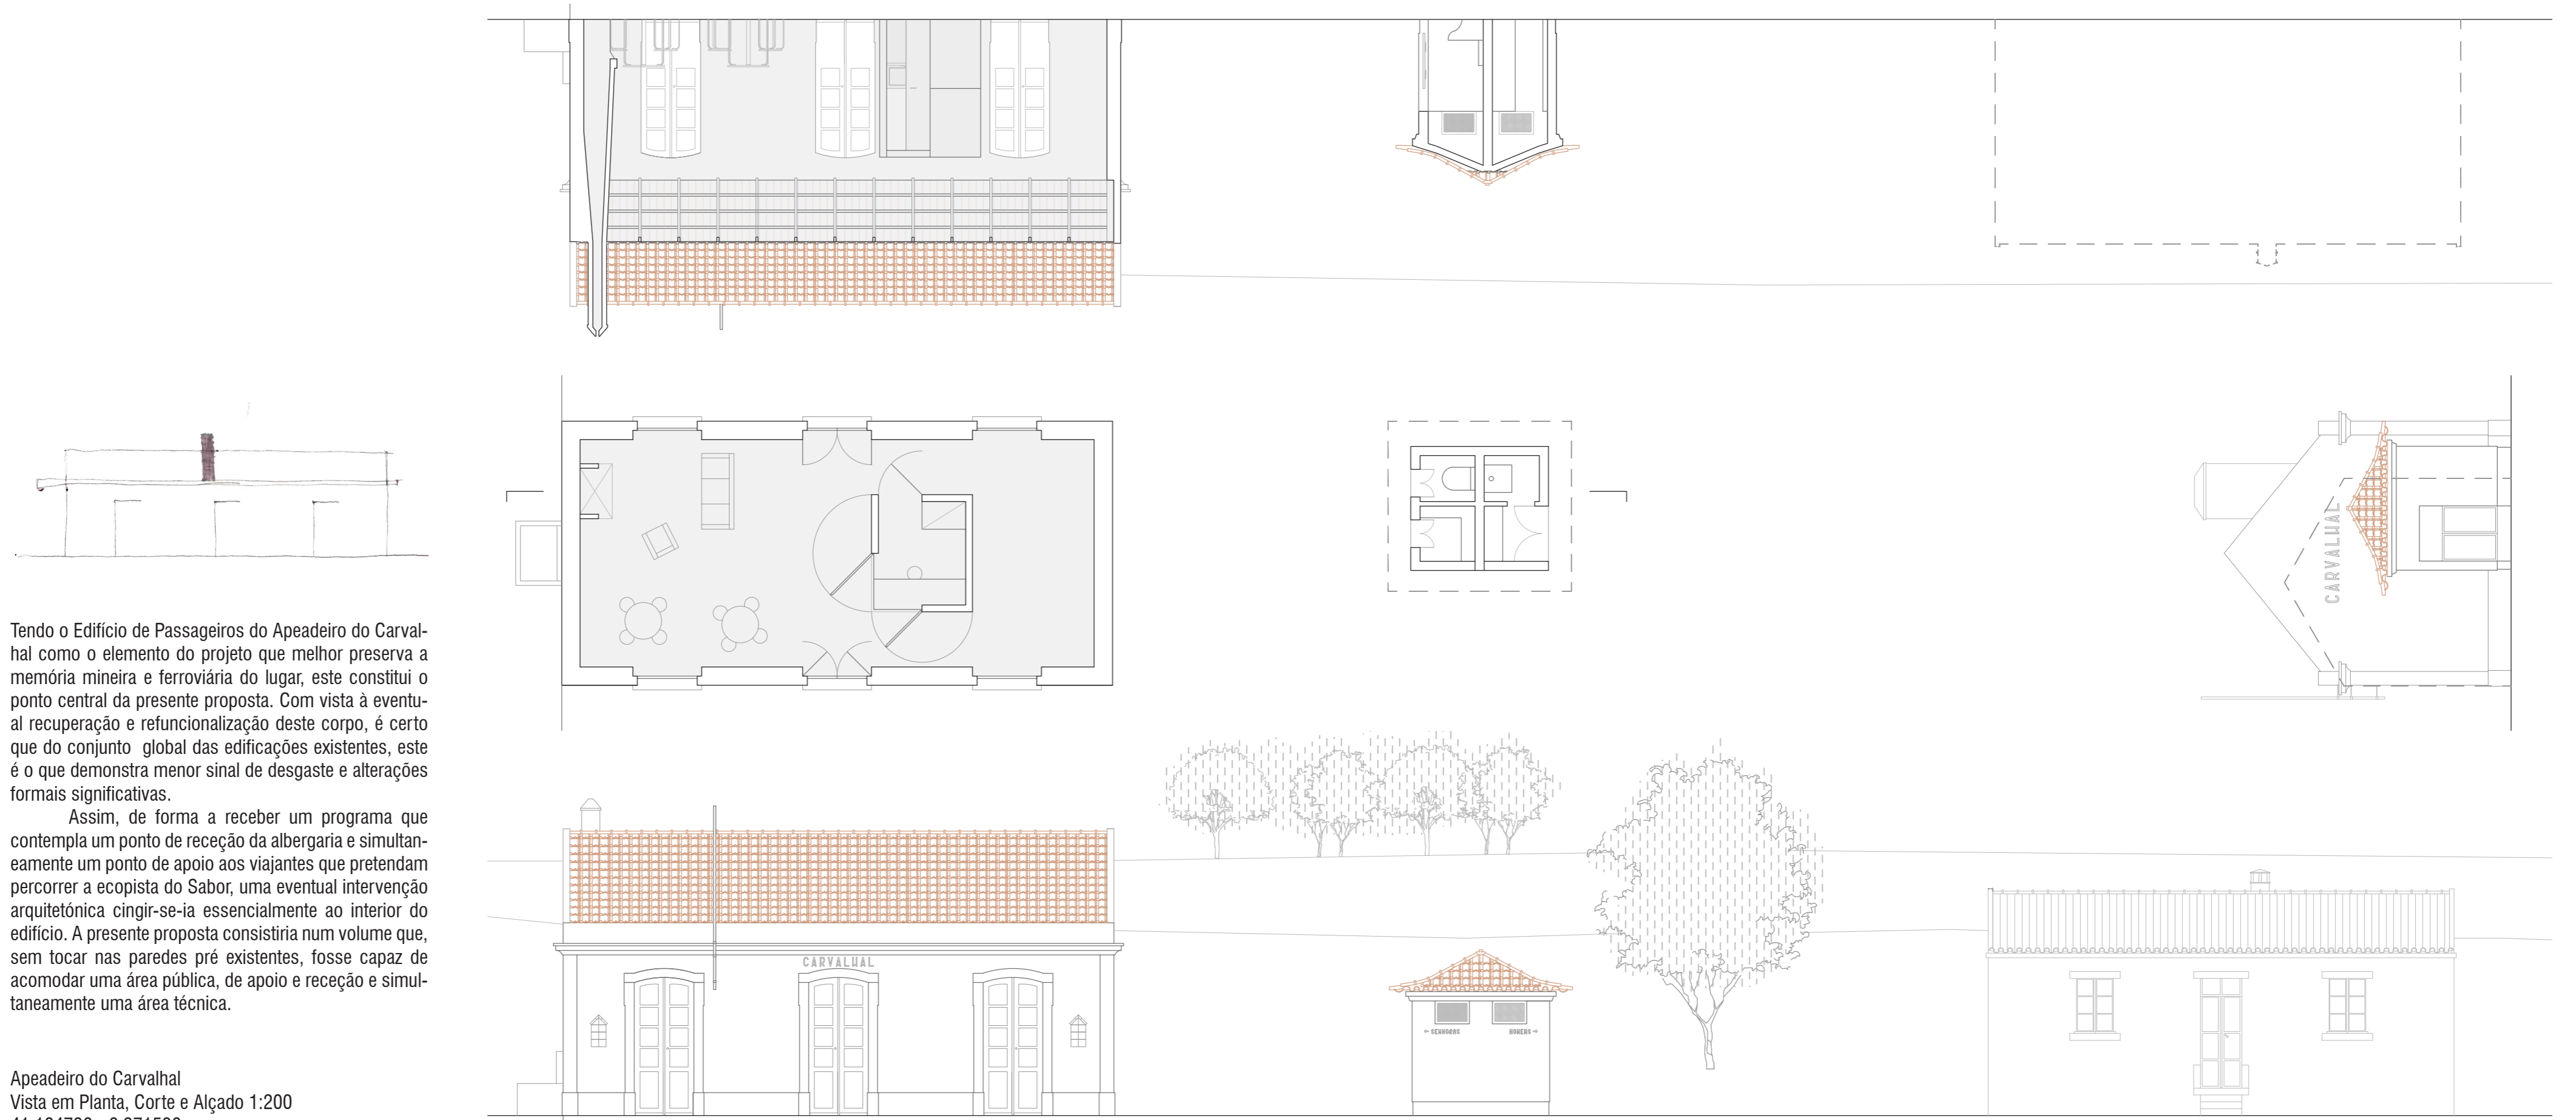 Tendo o Edifício de Passageiros do Apeadeiro do Carval-
hal como o elemento do projeto que melhor preserva a
memória mineira e ferroviária do lugar, este constitui o
ponto central da presente proposta. Com vista à eventu-
al recuperação e refuncionalização deste corpo, é certo
que do conjunto  global das edificações existentes, este
é o que demonstra menor sinal de desgaste e alterações
formais significativas.
Assim, de forma a receber um programa que
contempla um ponto de receção da albergaria e simultan-
eamente um ponto de apoio aos viajantes que pretendam
percorrer a ecopista do Sabor, uma eventual intervenção
arquitetónica cingir-se-ia essencialmente ao interior do
edifício. A presente proposta consistiria num volume que,
sem tocar nas paredes pré existentes, fosse capaz de
acomodar uma área pública, de apoio e receção e simul-
taneamente uma área técnica.
Apeadeiro do Carvalhal
Vista em Planta, Corte e Alçado 1:200
CARVALHAL
CARVALHAL
← SENHORAS
HOMENS →